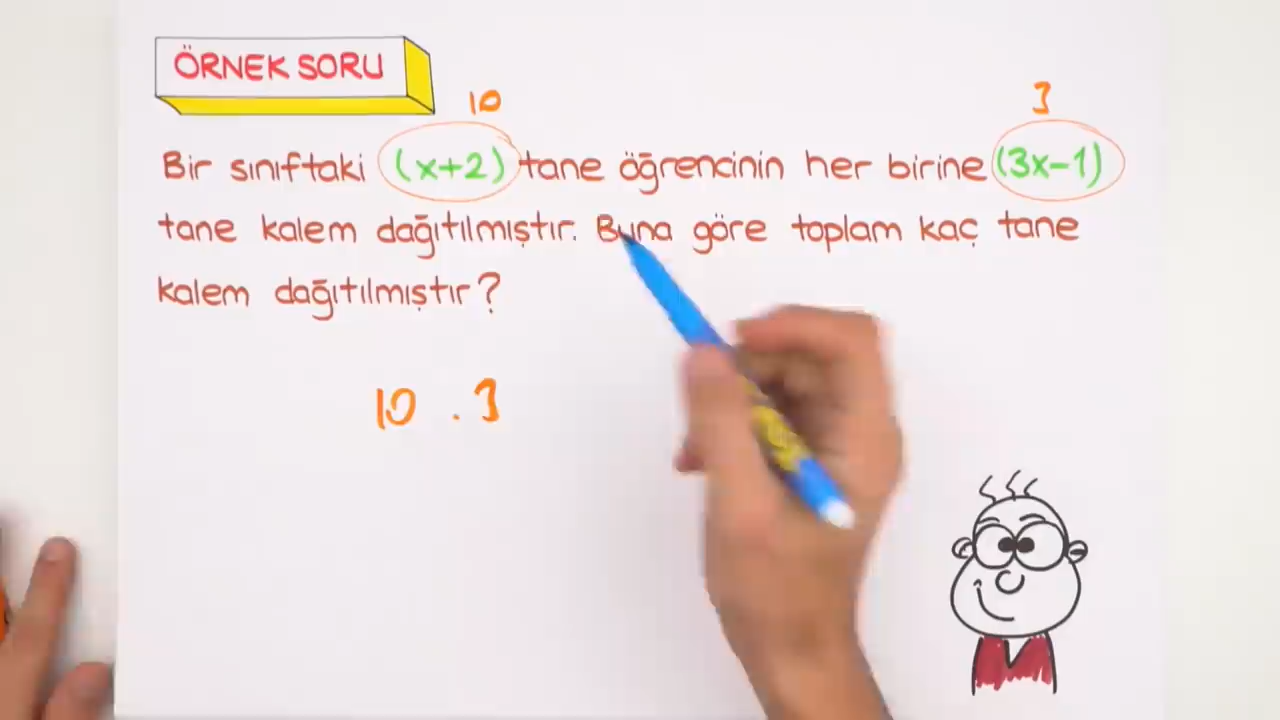 ÖRNEK SORU
10
3
Bir sınıftaki (x+2) tane öğrencinin her birine (3x-1)
tane kalem dağıtılmıştır. Buna göre toplam kaç tane
kalem dağıtılmıştır?
10 . 3